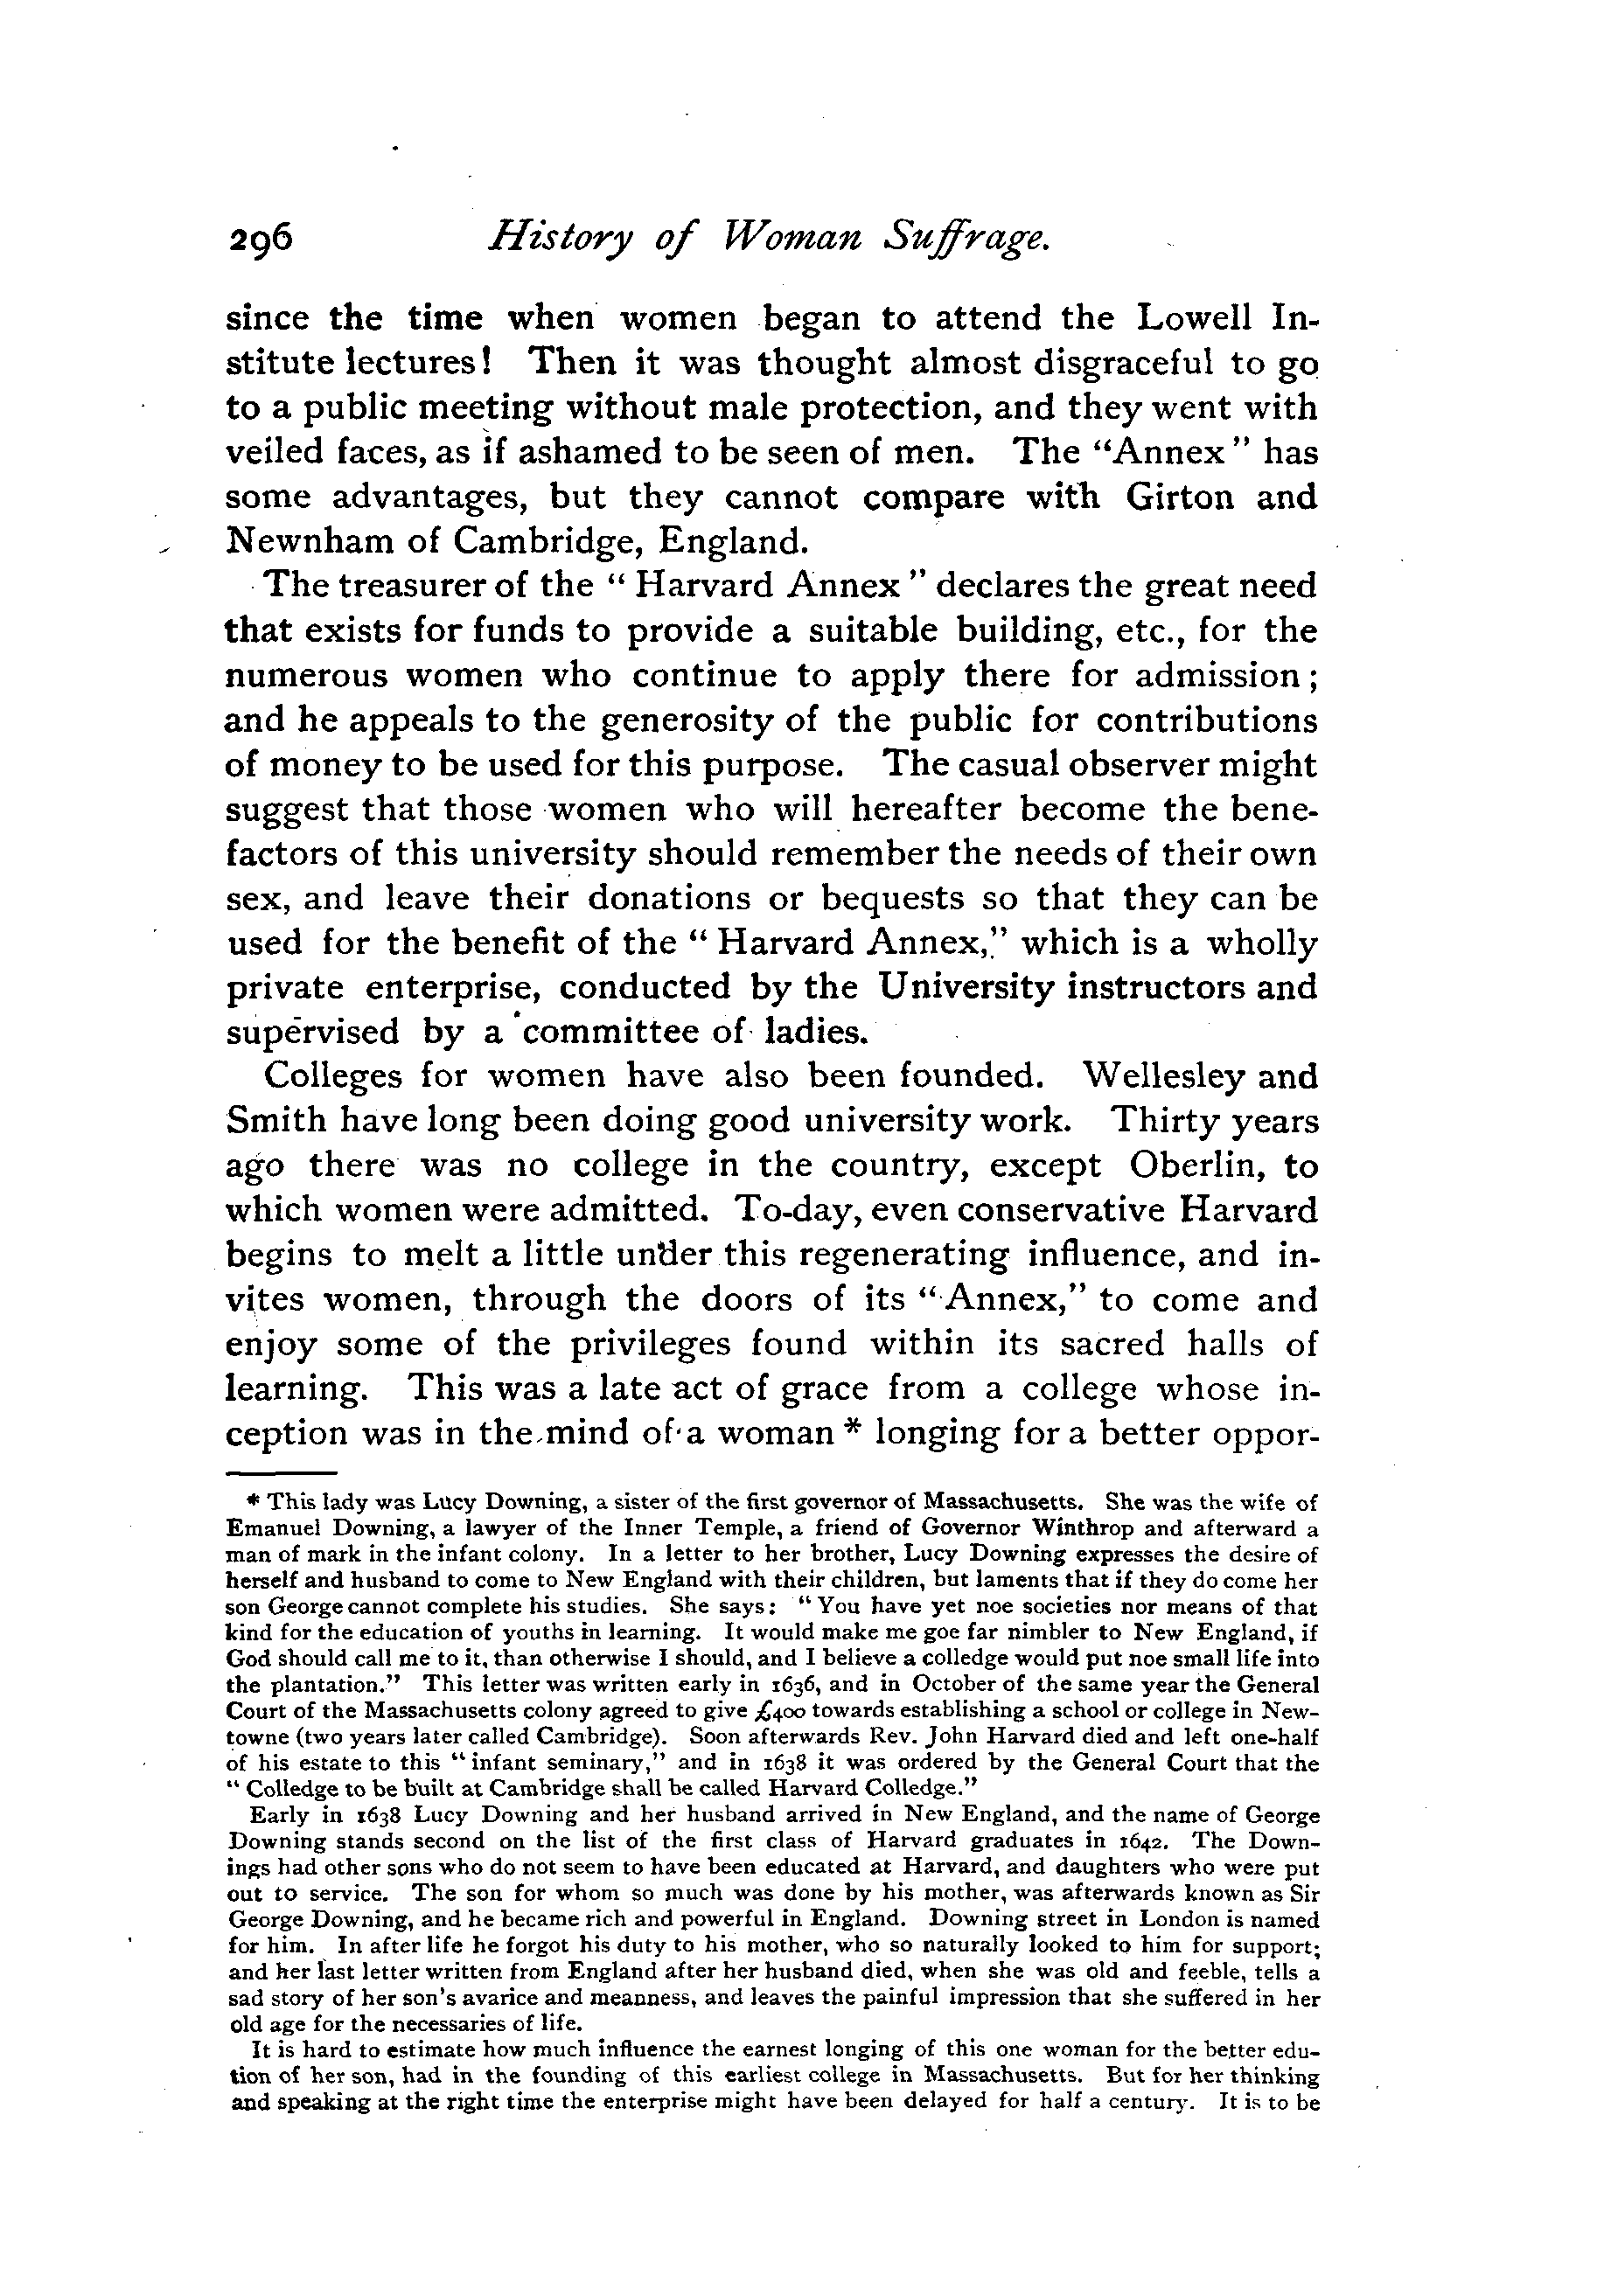 296 History of Woman Suffrage.
since the time when women began to attend the Lowell In-
stitute lectures! Then it was thought almost disgraceful to go
to a public meeting without male protection, and they went with
veiled faces, as if ashamed to be seen of men. The "Annex" has
some advantages, but they cannot compare with Girton and
Newnham of Cambridge, England.
The treasurer of the "Harvard Annex" declares the great need
that exists for funds to provide a suitable building, etc., for the
numerous women who continue to apply there for admission;
and he appeals to the generosity of the public for contributions
of money to be used for this purpose. The casual observer might
suggest that those women who will hereafter become the bene-
factors of this university should remember the needs of their own
sex, and leave their donations or bequests so that they can be
used for the benefit of the "Harvard Annex," which is a wholly
private enterprise, conducted by the University instructors and
supervised by a committee of ladies.
Colleges for women have also been founded. Wellesley and
Smith have long been doing good university work. Thirty years
ago there was no college in the country, except Oberlin, to
which women were admitted. To-day, even conservative Harvard
begins to melt a little under this regenerating influence, and in-
vites women, through the doors of its "Annex," to come and
enjoy some of the privileges found within its sacred halls of
learning. This was a late act of grace from a college whose in-
ception was in the mind of a woman * longing for a better oppor-
* This lady was Lucy Downing, a sister of the first governor of Massachusetts. She was the wife of
Emanuel Downing, a lawyer of the Inner Temple, a friend of Governor Winthrop and afterward a
man of mark in the infant colony. In a letter to her brother, Lucy Downing expresses the desire of
herself and husband to come to New England with their children, but laments that if they do come her
son George cannot complete his studies. She says: "You have yet noe societies nor means of that
kind for the education of youths in learning. It would make me goe far nimbler to New England, if
God should call me to it, than otherwise I should, and I believe a colledge would put noe small life into
the plantation." This letter was written early in 1636, and in October of the same year the General
Court of the Massachusetts colony agreed to give £400 towards establishing a school or college in New-
towne (two years later called Cambridge). Soon afterwards Rev. John Harvard died and left one-half
of his estate to this "infant seminary," and in 1638 it was ordered by the General Court that the
"Colledge to be built at Cambridge shall be called Harvard Colledge."
Early in 1638 Lucy Downing and her husband arrived in New England, and the name of George
Downing stands second on the list of the first class of Harvard graduates in 1642. The Down-
ings had other sons who do not seem to have been educated at Harvard, and daughters who were put
out to service. The son for whom so much was done by his mother, was afterwards known as Sir
George Downing, and he became rich and powerful in England. Downing street in London is named
for him. In after life he forgot his duty to his mother, who so naturally looked to him for support;
and her last letter written from England after her husband died, when she was old and feeble, tells a
sad story of her son's avarice and meanness, and leaves the painful impression that she suffered in her
old age for the necessaries of life.
It is hard to estimate how much influence the earnest longing of this one woman for the better edu-
tion of her son, had in the founding of this earliest college in Massachusetts. But for her thinking
and speaking at the right time the enterprise might have been delayed for half a century. It is to be